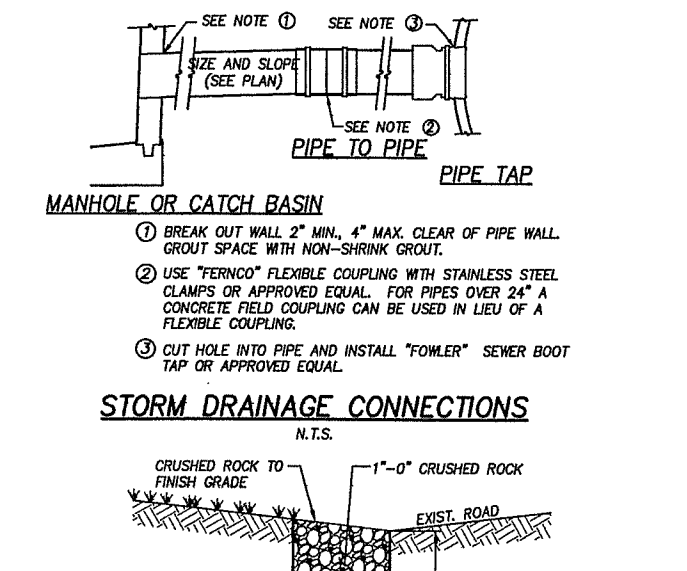 SEE NOTE ① SEE NOTE ③
SIZE AND SLOPE
(SEE PLAN)
SEE NOTE ②
PIPE TO PIPE
PIPE TAP
MANHOLE OR CATCH BASIN
① BREAK OUT WALL 2" MIN., 4" MAX. CLEAR OF PIPE WALL.
GROUT SPACE WITH NON-SHRINK GROUT.
② USE "FERNCO" FLEXIBLE COUPLING WITH STAINLESS STEEL
CLAMPS OR APPROVED EQUAL. FOR PIPES OVER 24" A
CONCRETE FIELD COUPLING CAN BE USED IN LIEU OF A
FLEXIBLE COUPLING.
③ CUT HOLE INTO PIPE AND INSTALL "FOWLER" SEWER BOOT
TAP OR APPROVED EQUAL.
STORM DRAINAGE CONNECTIONS
N.T.S.
CRUSHED ROCK TO
FINISH GRADE
1"-0" CRUSHED ROCK
EXIST. ROAD